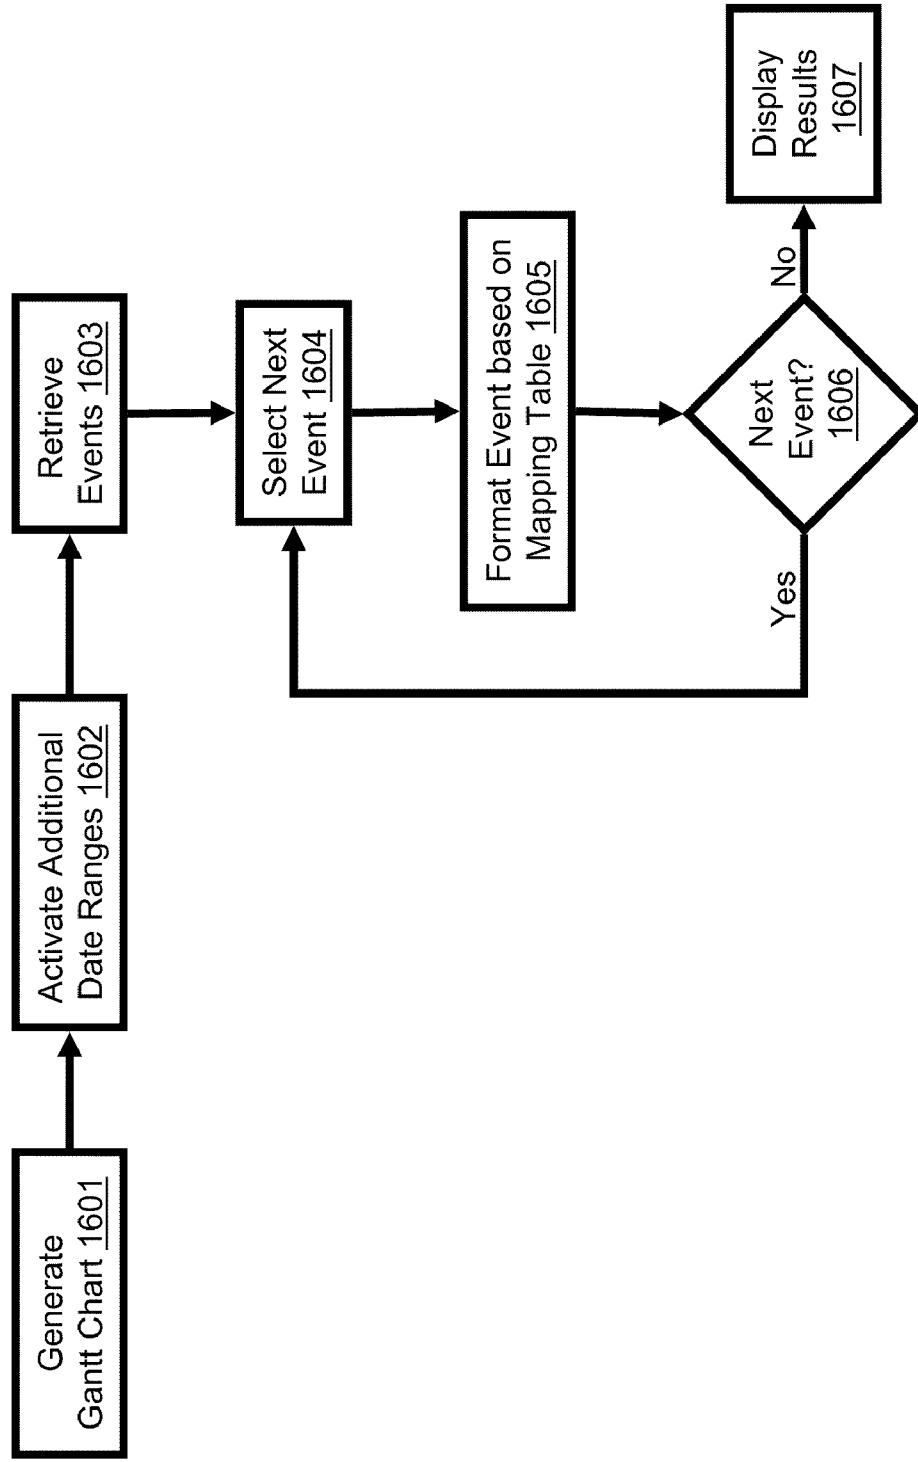 Generate
Gantt Chart 1601
Activate Additional
Date Ranges 1602
Retrieve
Events 1603
Select Next
Event 1604
Format Event based on
Mapping Table 1605
Next
Event?
1606
Yes
No
Display
Results
1607